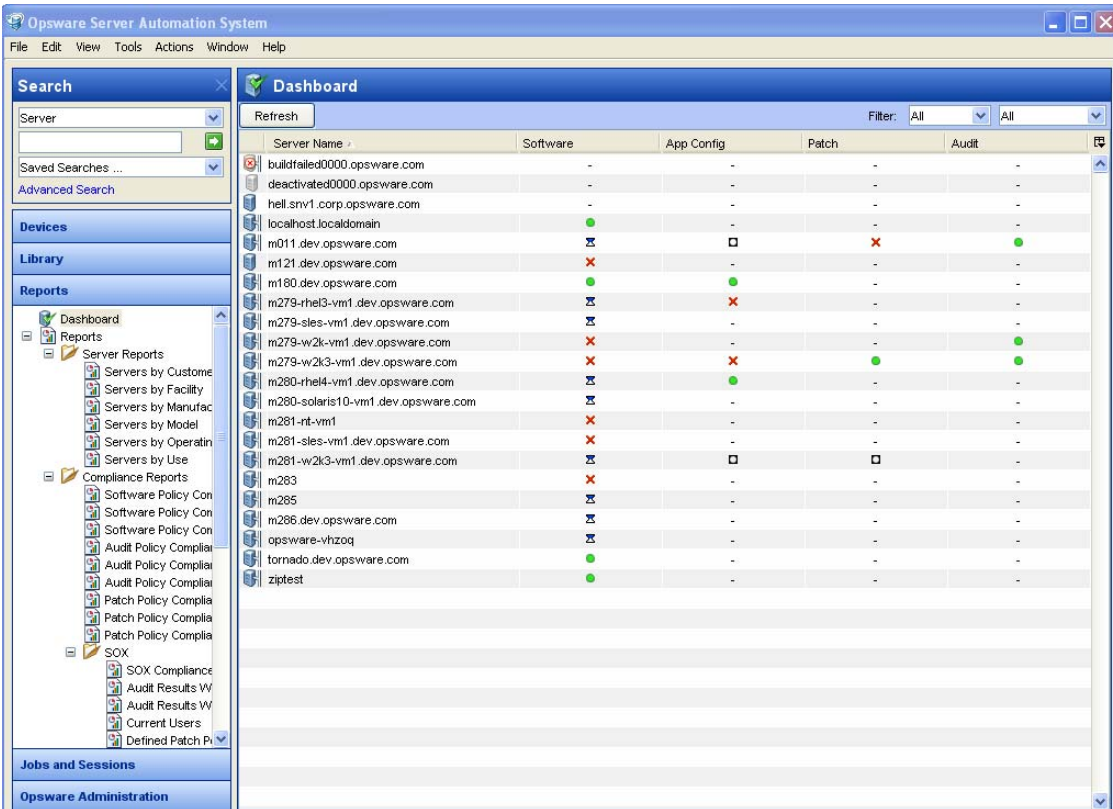 Opsware Server Automation System
File Edit View Tools Actions Window Help
Search
Server
Saved Searches ...
Advanced Search
Devices
Library
Reports
Dashboard
Reports
Server Reports
Servers by Custome
Servers by Facility
Servers by Manufac
Servers by Model
Servers by Operatin
Servers by Use
Compliance Reports
Software Policy Con
Software Policy Con
Software Policy Con
Audit Policy Complian
Audit Policy Complian
Audit Policy Complian
Patch Policy Complia
Patch Policy Complia
Patch Policy Complia
SOX
SOX Compliance
Audit Results W
Audit Results W
Current Users
Defined Patch P
Jobs and Sessions
Opsware Administration
Dashboard
Refresh Filter: All All
Server Name Software App Config Patch Audit
buildfailed0000.opsware.com - - - -
deactivated0000.opsware.com - - - -
hell.snv1.corp.opsware.com - - - -
localhost.localdomain - - -
m011.dev.opsware.com
m121.dev.opsware.com - - -
m180.dev.opsware.com - -
m279-rhel3-vm1.dev.opsware.com - -
m279-sles-vm1.dev.opsware.com - - -
m279-w2k-vm1.dev.opsware.com - -
m279-w2k3-vm1.dev.opsware.com
m280-rhel4-vm1.dev.opsware.com - -
m280-solaris10-vm1.dev.opsware.com - - -
m281-nt-vm1 - - -
m281-sles-vm1.dev.opsware.com - - -
m281-w2k3-vm1.dev.opsware.com -
m283 - - -
m285 - - -
m286.dev.opsware.com - - -
opsware-vhzoq - - -
tornado.dev.opsware.com - - -
ziptest - - -